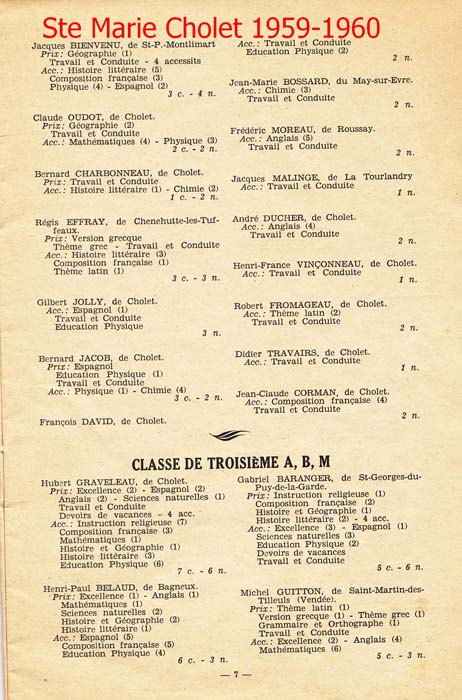 Ste Marie Cholet 1959-1960
Jacques BIENVENU, de St-P.-Montlimart
Prix : Géographie (1)
Travail et Conduite - 4 accessits
Acc. : Histoire littéraire (5)
Composition française (3)
Physique (4) - Espagnol (2)
3 c. - 4 n.
Claude OUDOT, de Cholet.
Prix : Géographie (2)
Travail et Conduite
Acc. : Mathématiques (4) - Physique (3)
2 c. - 2 n.
Bernard CHARBONNEAU, de Cholet.
Prix : Travail et Conduite
Acc. : Histoire littéraire (1) - Chimie (2)
1 c. - 2 n.
Régis EFFRAY, de Chenehutte-les-Tuf-
feaux.
Prix : Version grecque
Thème grec - Travail et Conduite
Acc. : Histoire littéraire (3)
Composition française (1)
Thème latin (1)
3 c. - 3 n.
Gilbert JOLLY, de Cholet.
Acc. : Espagnol (1)
Travail et Conduite
Education Physique
3 n.
Bernard JACOB, de Cholet.
Prix : Espagnol
Education Physique (1)
Travail et Conduite
Acc. : Physique (1) - Chimie (4)
3 c. - 2 n.
François DAVID, de Cholet.
Acc. : Travail et Conduite
Education Physique (2)
2 n.
Jean-Marie BOSSARD, du May-sur-Evre.
Acc. : Chimie (3)
Travail et Conduite
2 n.
Frédéric MOREAU, de Roussay.
Acc. : Anglais (5)
Travail et Conduite
2 n.
Jacques MALINGE, de La Tourlandry
Acc. : Travail et Conduite
1 n.
André DUCHER, de Cholet.
Acc. : Anglais (4)
Travail et Conduite
2 n.
Henri-France VINÇONNEAU, de Cholet.
Acc. : Travail et Conduite
1 n.
Robert FROMAGEAU, de Cholet.
Acc. : Thème latin (2)
Travail et Conduite
2 n.
Didier TRAVAIRS, de Cholet.
Acc. : Travail et Conduite
1 n.
Jean-Claude CORMAN, de Cholet.
Acc. : Composition française (4)
Travail et Conduite
2 n.
CLASSE DE TROISIÈME A, B, M
Hubert GRAVELEAU, de Cholet.
Prix : Excellence (2) - Espagnol (2)
Anglais (2) - Sciences naturelles (1)
Travail et Conduite
Devoirs de vacances - 4 acc.
Acc. : Instruction religieuse (7)
Composition française (3)
Mathématiques (1)
Histoire et Géographie (1)
Histoire littéraire (3)
Education Physique (6)
7 c. - 6 n.
Henri-Paul BELAUD, de Bagneux.
Prix : Excellence (1) - Anglais (1)
Mathématiques (1)
Sciences naturelles (2)
Histoire et Géographie (2)
Histoire littéraire (1)
Acc. : Espagnol (5)
Composition française (5)
Education Physique (4)
6 c. - 3 n.
Gabriel BARANGER, de St-Georges-du-
Puy-de-la-Garde.
Prix : Instruction religieuse (1)
Composition française (2)
Histoire et Géographie (1)
Histoire littéraire (2) - 4 acc.
Acc. : Excellence (3) - Espagnol (1)
Sciences naturelles (3)
Education Physique (2)
Devoirs de vacances
Travail et Conduite
5 c. - 6 n.
Michel GUITTON, de Saint-Martin-des-
Tilleuls (Vendée).
Prix : Thème latin (1)
Version grecque (1) - Thème grec (1)
Grammaire et Orthographe (1)
Travail et Conduite
Acc. : Excellence (2) - Anglais (4)
Mathématiques (6)
5 c. - 3 n.
— 7 —